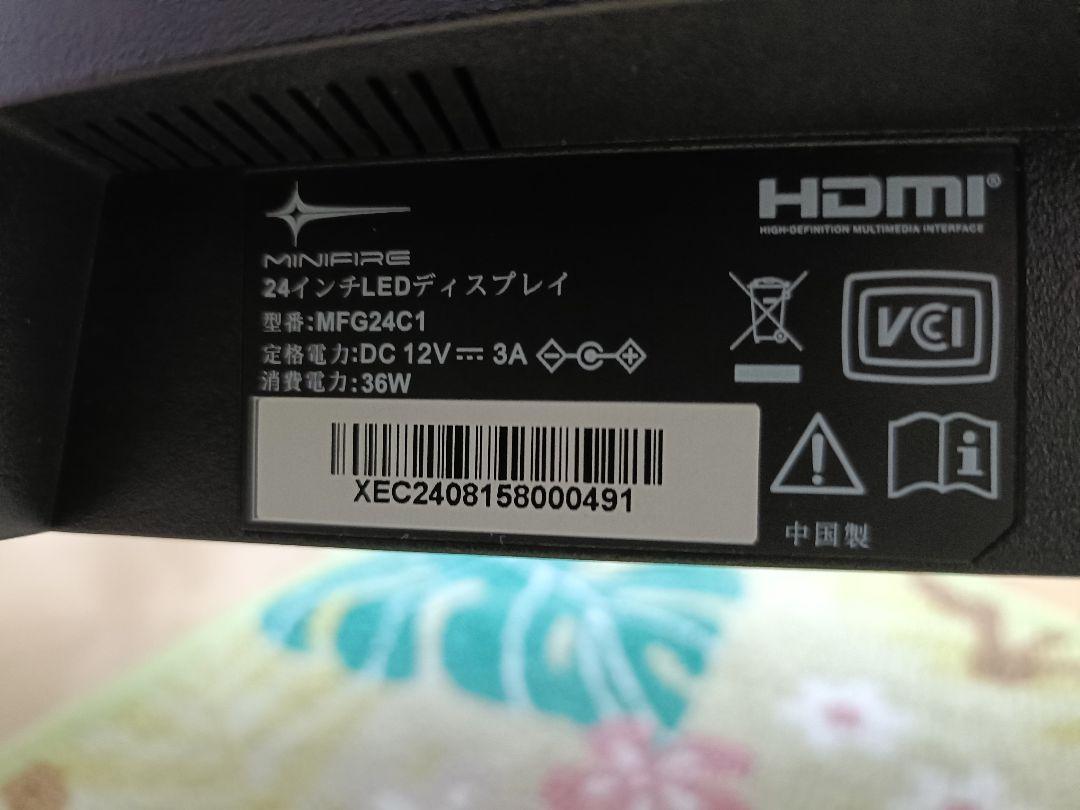 MINIFIRE
24インチLEDディスプレイ
型番:MFG24C1
定格電力:DC 12V 3A
消費電力:36W
XEC2408158000491
HDMI®
HIGH-DEFINITION MULTIMEDIA INTERFACE
VCCI
中国製